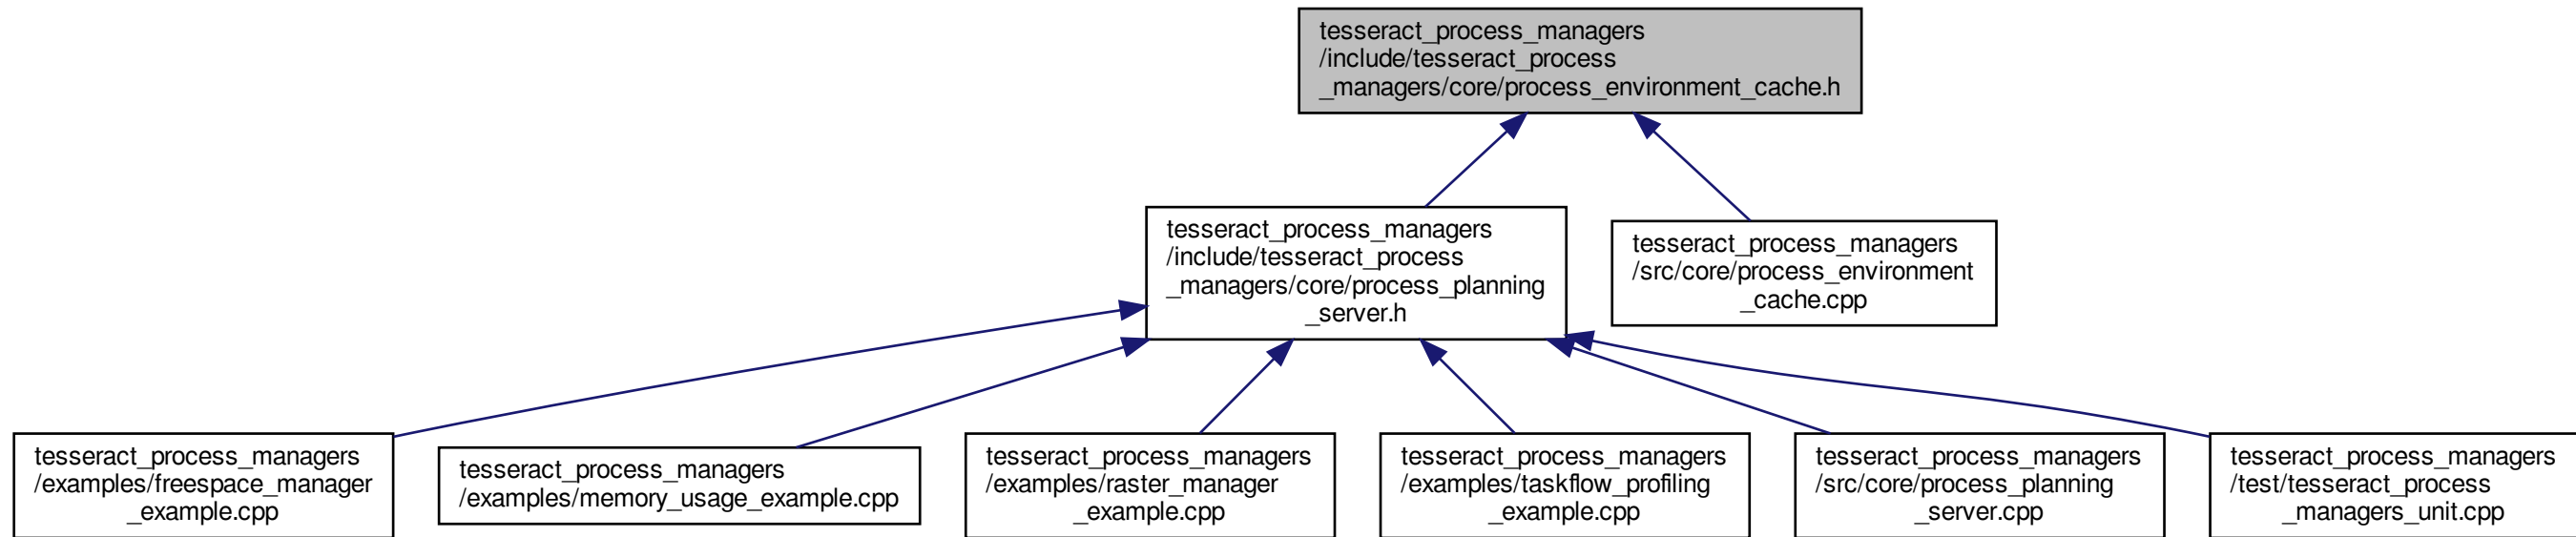 tesseract_process_managers
/include/tesseract_process
_managers/core/process_environment_cache.h
tesseract_process_managers
/include/tesseract_process
_managers/core/process_planning
_server.h
tesseract_process_managers
/src/core/process_environment
_cache.cpp
tesseract_process_managers
/examples/freespace_manager
_example.cpp
tesseract_process_managers
/examples/memory_usage_example.cpp
tesseract_process_managers
/examples/raster_manager
_example.cpp
tesseract_process_managers
/examples/taskflow_profiling
_example.cpp
tesseract_process_managers
/src/core/process_planning
_server.cpp
tesseract_process_managers
/test/tesseract_process
_managers_unit.cpp